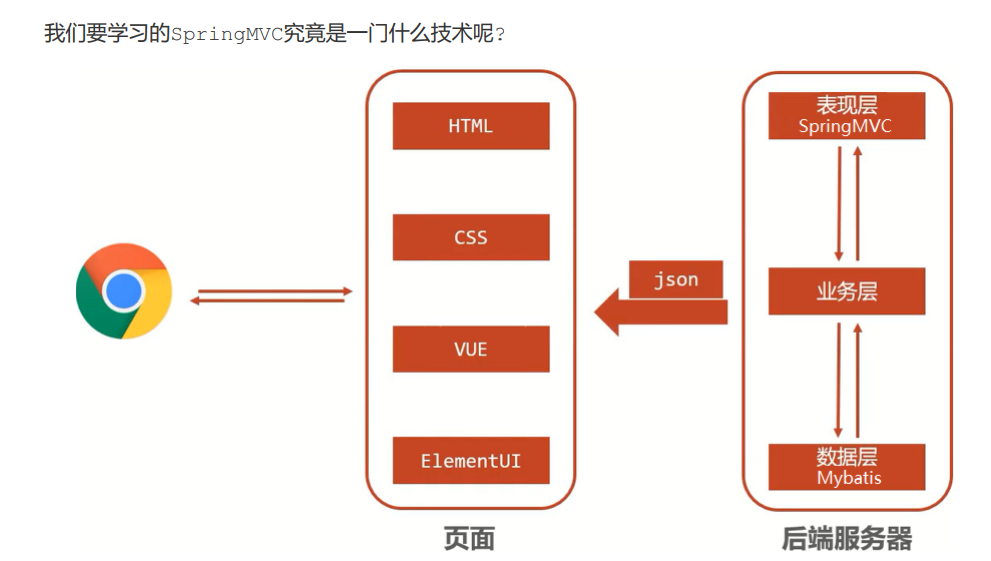 我们要学习的SpringMVC究竟是一门什么技术呢?
HTML
CSS
VUE
ElementUI
页面
json
表现层
SpringMVC
业务层
数据层
Mybatis
后端服务器